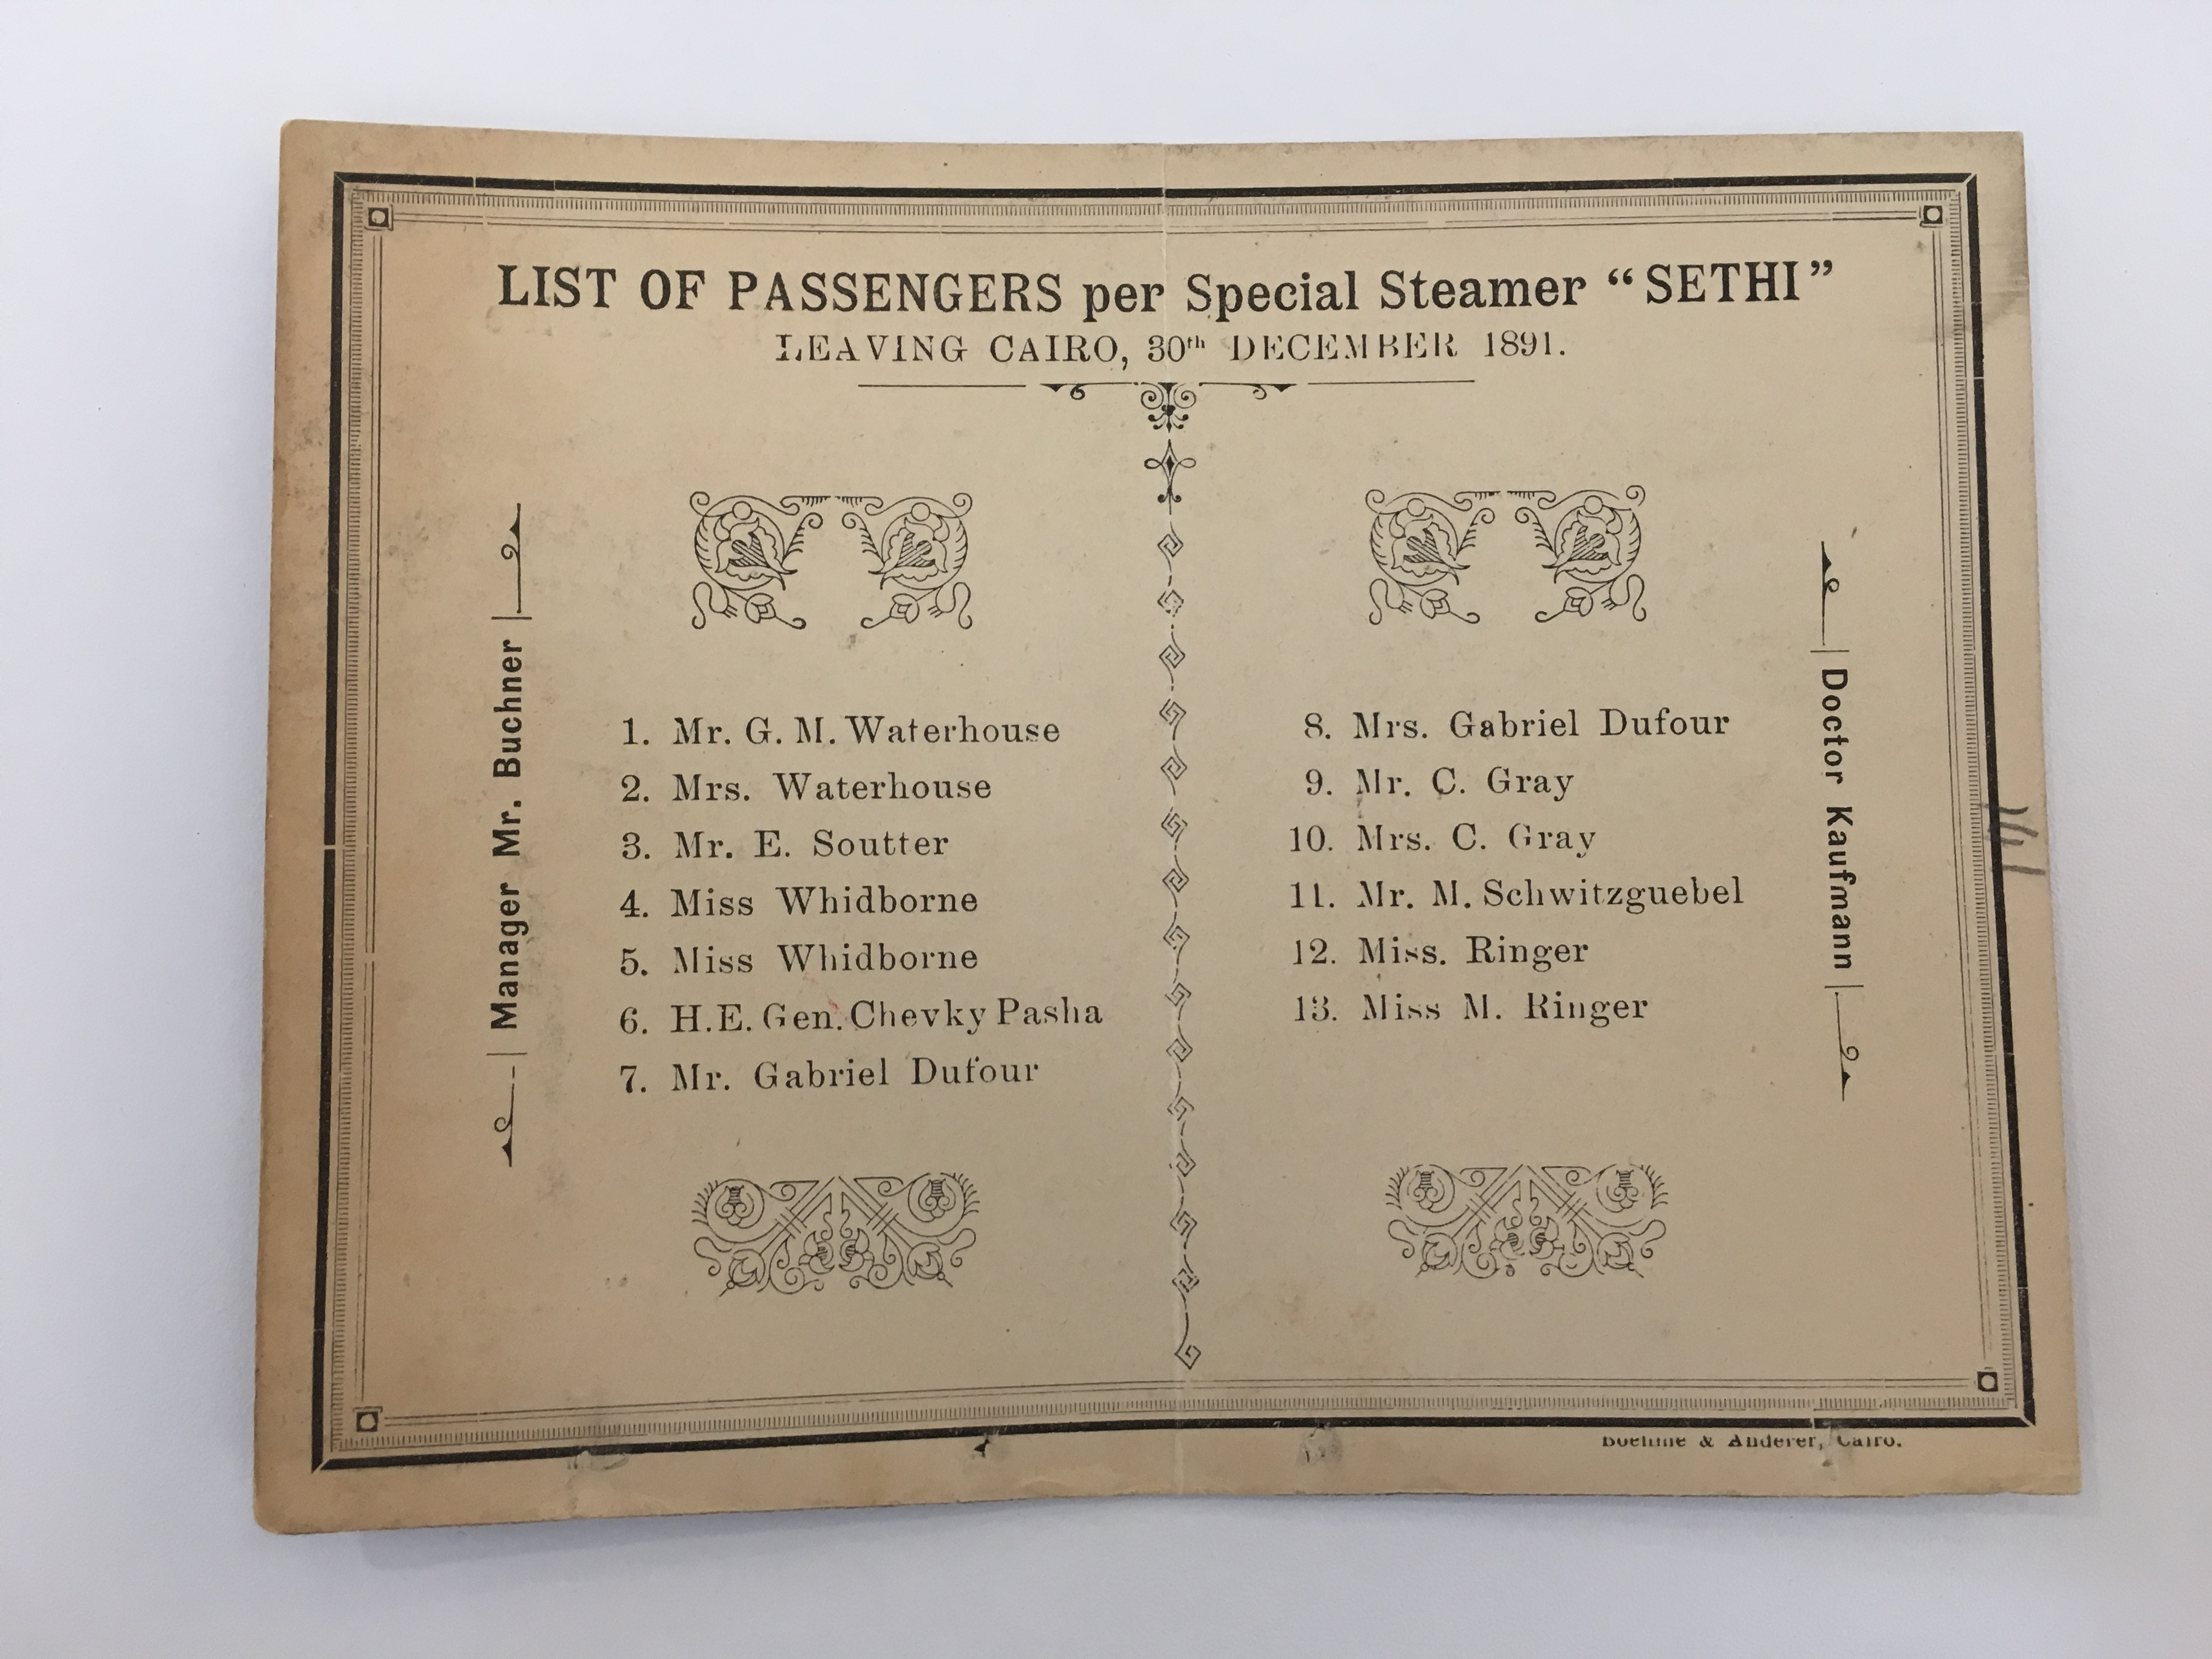 LIST OF PASSENGERS per Special Steamer “SETHI”
LEAVING CAIRO, 30th DECEMBER 1891.
Manager Mr. Buchner
1. Mr. G. M. Waterhouse
2. Mrs. Waterhouse
3. Mr. E. Soutter
4. Miss Whidborne
5. Miss Whidborne
6. H.E. Gen. Chevky Pasha
7. Mr. Gabriel Dufour
8. Mrs. Gabriel Dufour
9. Mr. C. Gray
10. Mrs. C. Gray
11. Mr. M. Schwitzguebel
12. Miss. Ringer
13. Miss M. Ringer
Doctor Kaufmann
Boehme & Anderer, Cairo.